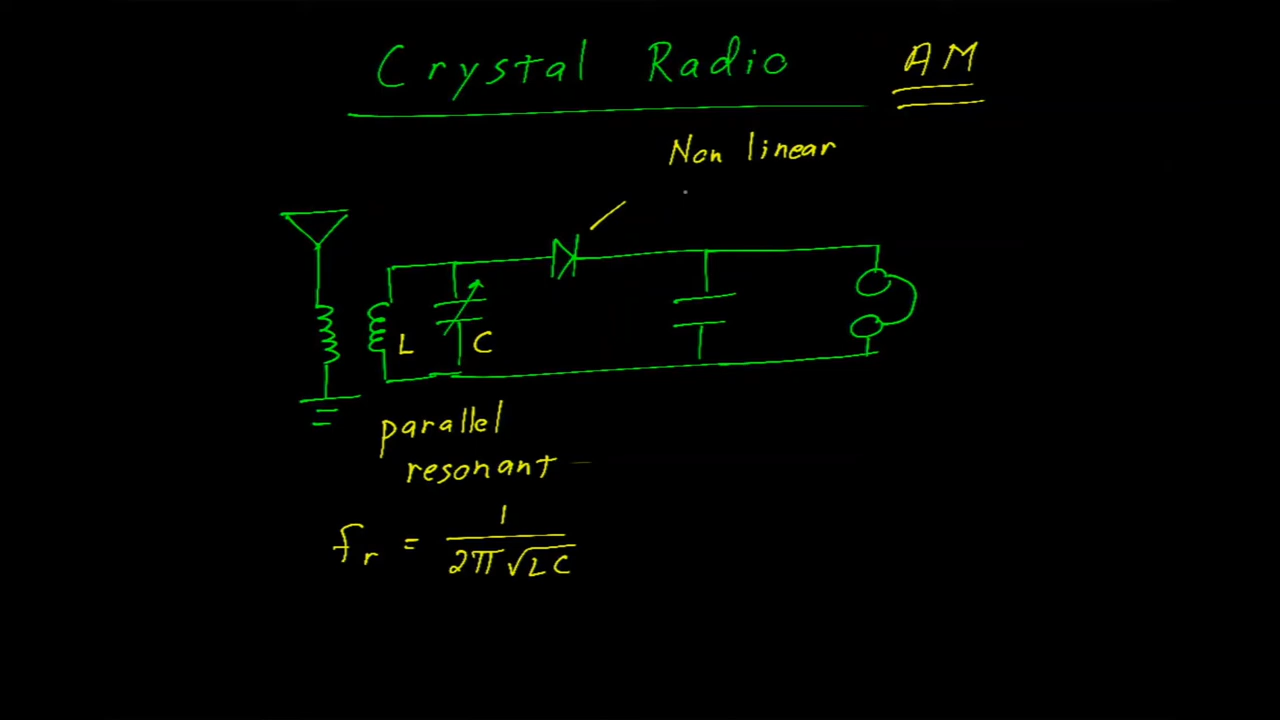 Crystal Radio AM
Non linear
L C
parallel
resonant
fr = 1 / 2π√LC